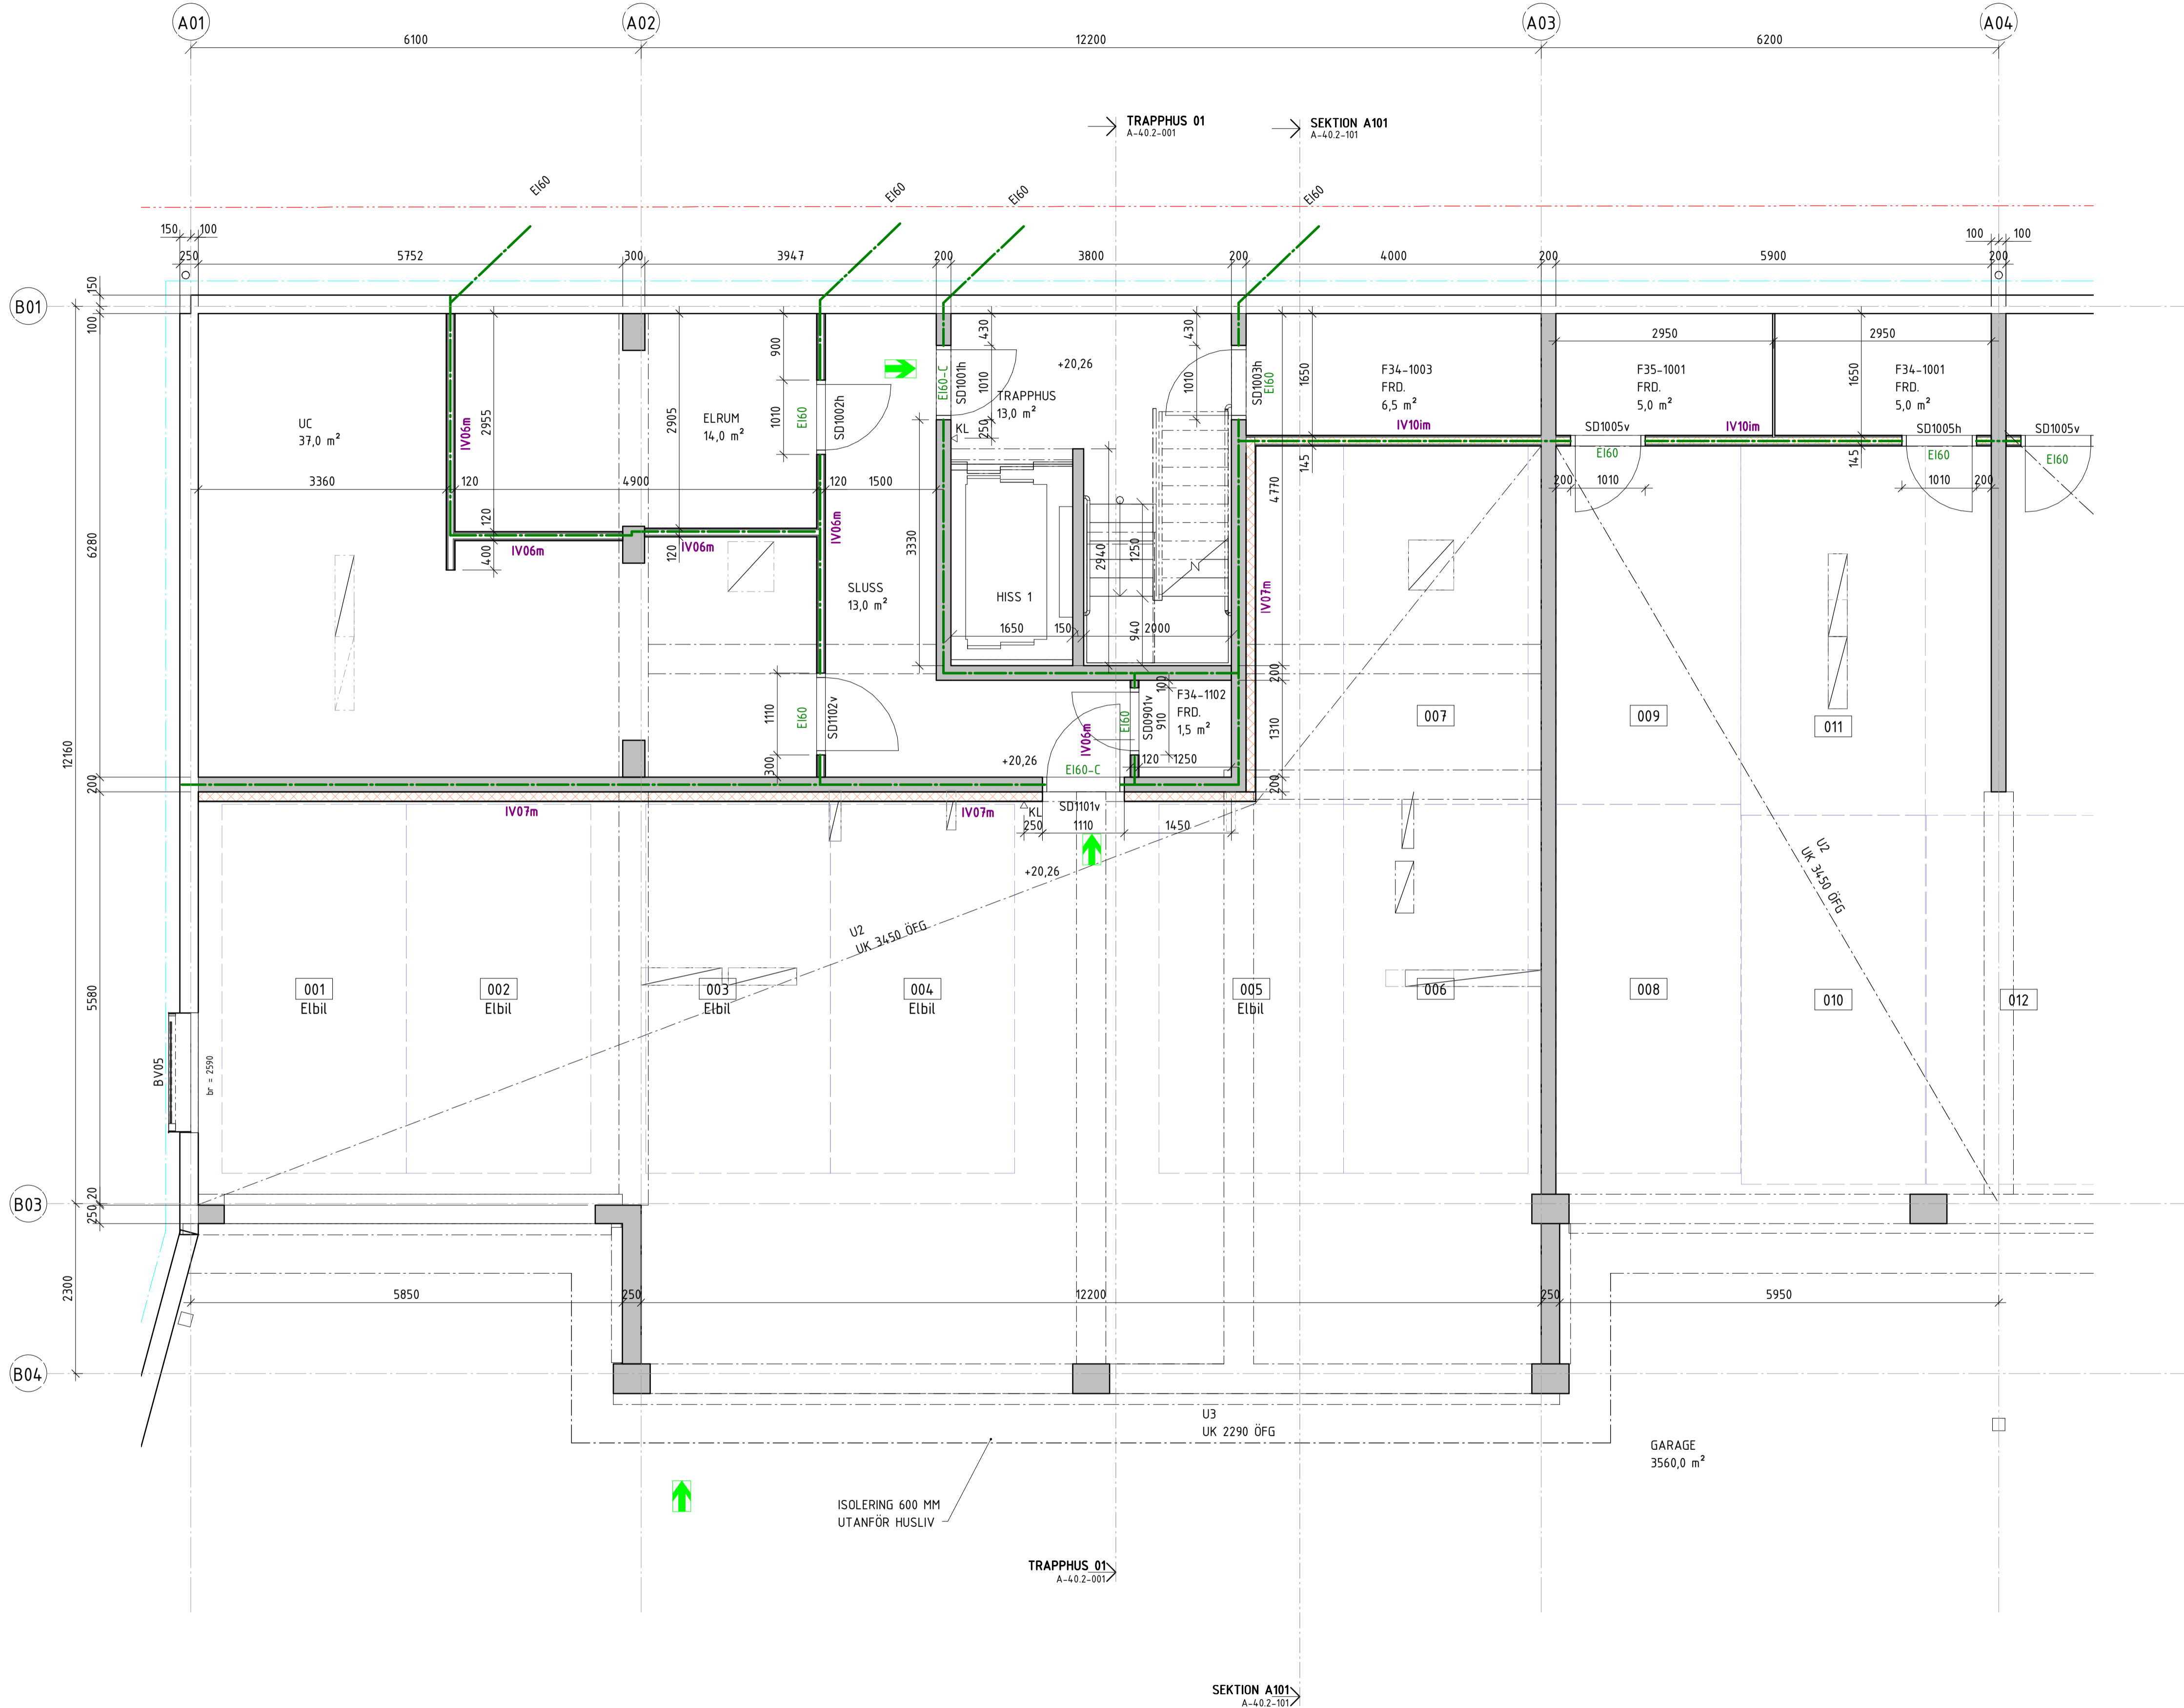 A01
A02
A03
A04
6100
12200
6200
TRAPPHUS 01
A-40.2-001
SEKTION A101
A-40.2-101
EI60
EI60
EI60
EI60
150
100
250
5752
300
3947
200
3800
200
4000
200
5900
100
100
200
B01
150
100
430
430
900
+20,26
2950
2950
UC
37,0 m²
IV06m
2955
2905
ELRUM
14,0 m²
1010
EI60
SD1002h
EI60-C
SD1001h
1010
TRAPPHUS
13,0 m²
KL
250
1010
SD1003h
EI60
1650
F34-1003
FRD.
6,5 m²
IV10im
F35-1001
FRD.
5,0 m²
SD1005v
EI60
IV10im
1650
F34-1001
FRD.
5,0 m²
SD1005h
EI60
SD1005v
EI60
145
145
3360
120
4900
120
1500
200
1010
1010
200
4770
120
400
IV06m
IV06m
120
IV06m
6280
3330
2940
1250
SLUSS
13,0 m²
HISS 1
IV07m
1650
150
2000
940
200
1110
EI60
SD1102v
300
100
F34-1102
FRD.
1,5 m²
EI60
SD0901v
910
IV06m
1310
007
009
011
12160
200
+20,26
EI60-C
120
1250
200
IV07m
IV07m
KL
SD1101v
250
1110
1450
+20,26
U2
UK 3450 ÖFG
U2
UK 3450 ÖFG
5580
001
Elbil
002
Elbil
003
Elbil
004
Elbil
005
Elbil
006
008
010
012
BV05
br = 2590
B03
120
250
2300
5850
250
12200
250
5950
B04
U3
UK 2290 ÖFG
GARAGE
3560,0 m²
ISOLERING 600 MM
UTANFÖR HUSLIV
TRAPPHUS 01
A-40.2-001
SEKTION A101
A-40.2-101